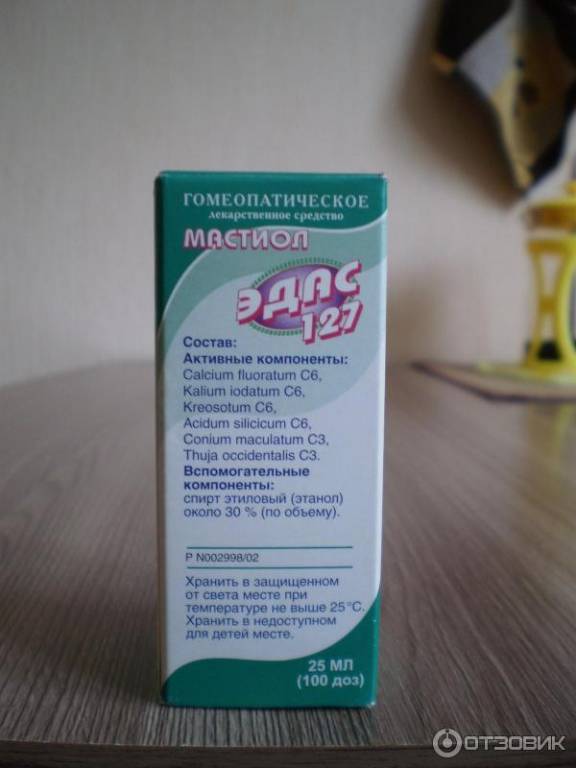 ГОМЕОПАТИЧЕСКОЕ
лекарственное средство
МАСТИОЛ
ЭДАС
127
Состав:
Активные компоненты:
Calcium fluoratum C6,
Kalium iodatum C6,
Kreosotum C6,
Acidum silicicum C6,
Conium maculatum C3,
Thuja occidentalis C3.
Вспомогательные
компоненты:
спирт этиловый (этанол)
около 30 % (по объему).
Р N002998/02
Хранить в защищенном
от света месте при
температуре не выше 25°С.
Хранить в недоступном
для детей месте.
25 МЛ
(100 доз)
ОТЗОВИК